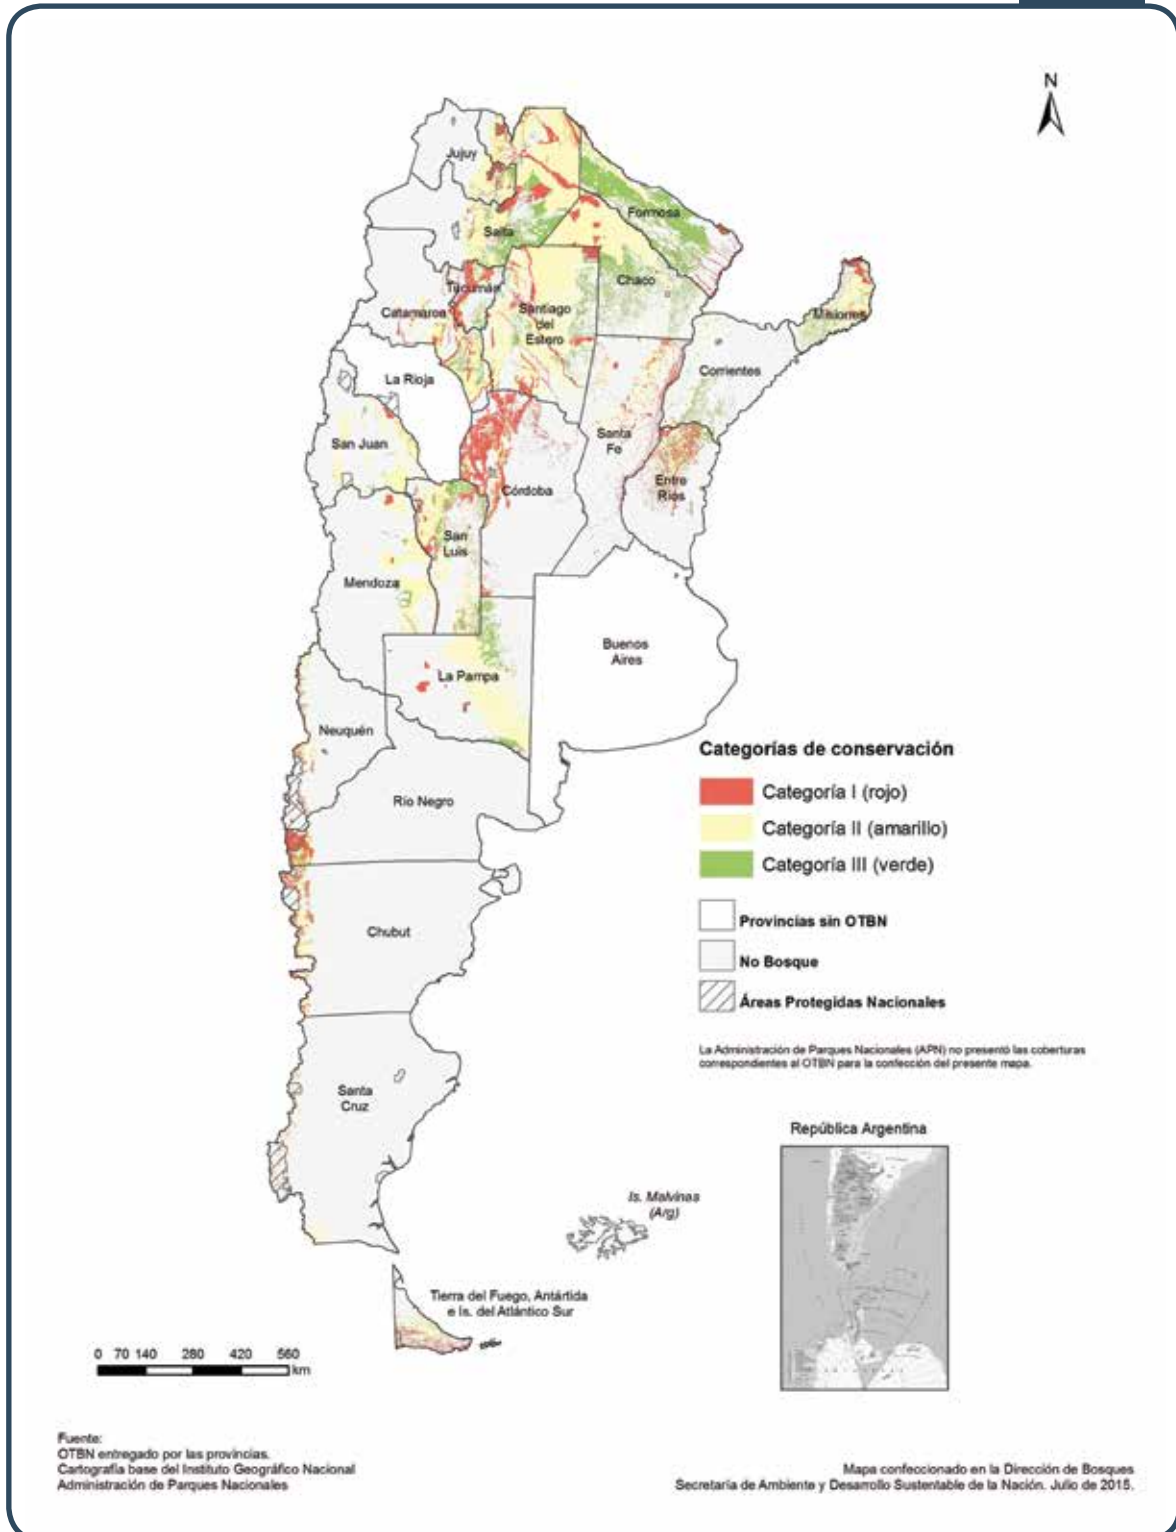 N
Jujuy
Salta
Formosa
Chaco
Tucumán
Santiago
del
Estero
Catamarca
Misiones
Corrientes
La Rioja
San Juan
Santa
Fe
Entre
Ríos
Córdoba
San
Luis
Mendoza
Buenos
Aires
La Pampa
Neuquén
Río Negro
Chubut
Santa
Cruz
Categorías de conservación
Categoría I (rojo)
Categoría II (amarillo)
Categoría III (verde)
Provincias sin OTBN
No Bosque
Áreas Protegidas Nacionales
La Administración de Parques Nacionales (APN) no presentó las coberturas
correspondientes al OTBN para la confección del presente mapa.
República Argentina
Is. Malvinas
(Arg)
Tierra del Fuego, Antártida
e Is. del Atlántico Sur
0 70 140 280 420 560
km
Fuente:
OTBN entregado por las provincias.
Cartografía base del Instituto Geográfico Nacional
Administración de Parques Nacionales
Mapa confeccionado en la Dirección de Bosques
Secretaría de Ambiente y Desarrollo Sustentable de la Nación. Julio de 2015.